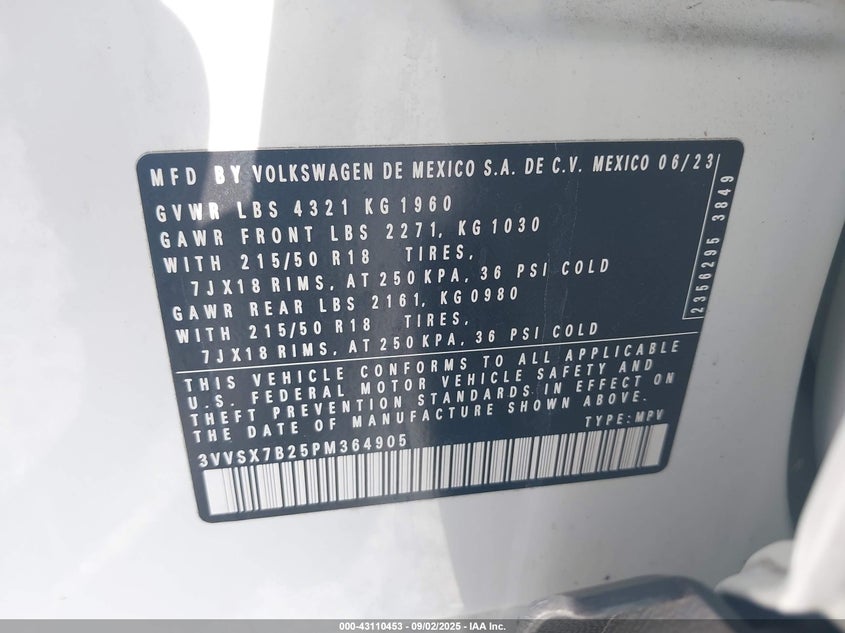 MFD BY VOLKSWAGEN DE MEXICO S.A. DE C.V. MEXICO 06/23
GVWR LBS 4321 KG 1960
GAWR FRONT LBS 2271, KG 1030
WITH 215/50 R18 TIRES,
7JX18 RIMS, AT 250 KPA, 36 PSI COLD
GAWR REAR LBS 2161, KG 0980
WITH 215/50 R18 TIRES,
7JX18 RIMS, AT 250 KPA, 36 PSI COLD
THIS VEHICLE CONFORMS TO ALL APPLICABLE
U.S. FEDERAL MOTOR VEHICLE SAFETY AND
THEFT PREVENTION STANDARDS IN EFFECT ON
THE DATE OF MANUFACTURE SHOWN ABOVE.
TYPE: MPV
3VVSX7B25PM364905
2356295 3849
000-43110453 - 09/02/2025 - IAA Inc.